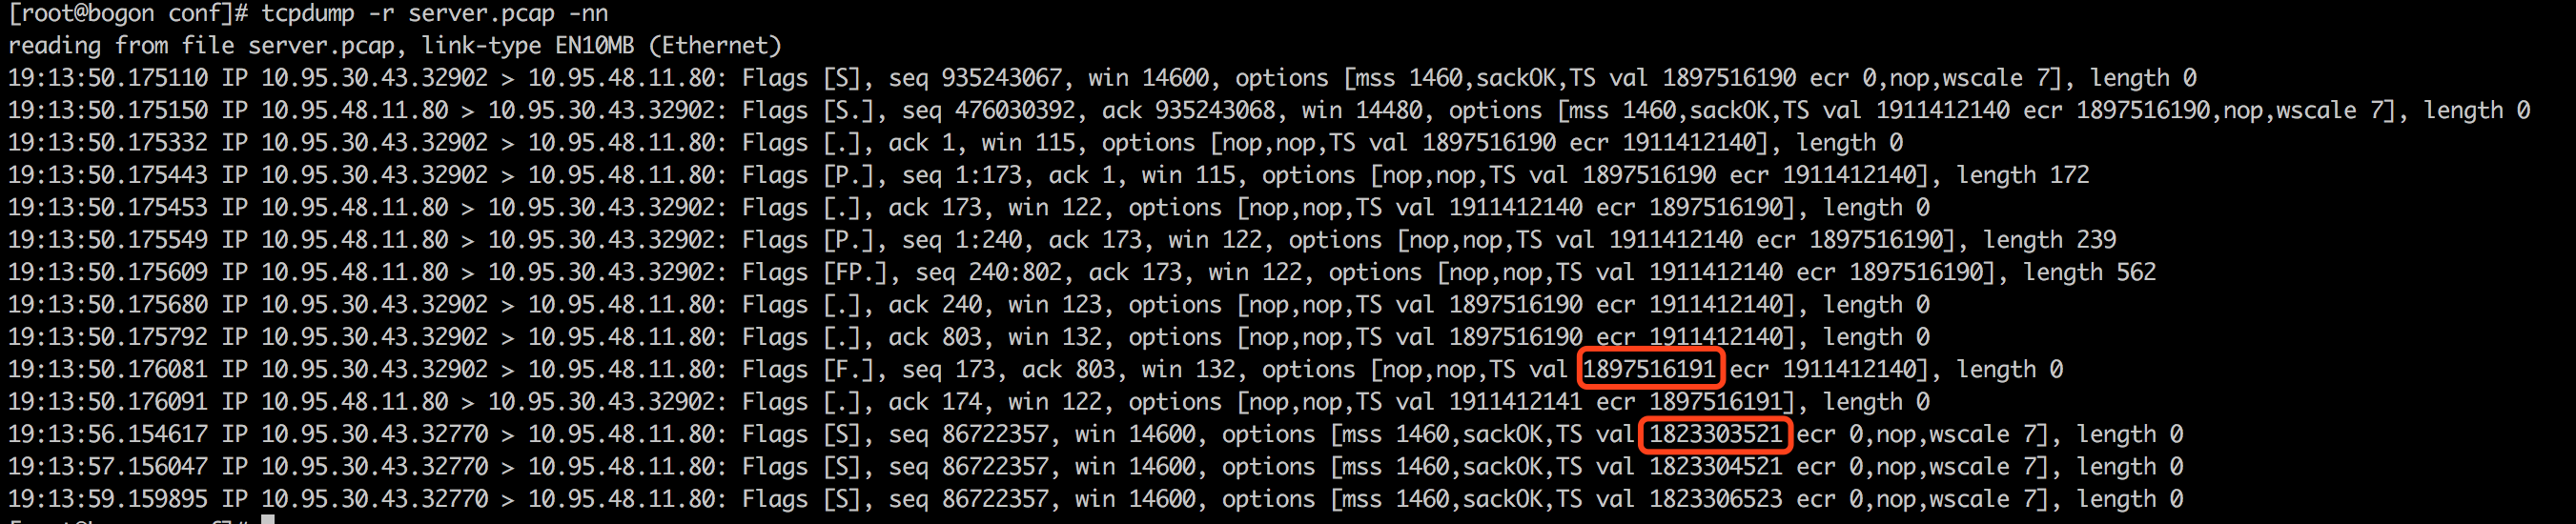 [root@bogon conf]# tcpdump -r server.pcap -nn
reading from file server.pcap, link-type EN10MB (Ethernet)
19:13:50.175110 IP 10.95.30.43.32902 > 10.95.48.11.80: Flags [S], seq 935243067, win 14600, options [mss 1460,sackOK,TS val 1897516190 ecr 0,nop,wscale 7], length 0
19:13:50.175150 IP 10.95.48.11.80 > 10.95.30.43.32902: Flags [S.], seq 476030392, ack 935243068, win 14480, options [mss 1460,sackOK,TS val 1911412140 ecr 1897516190,nop,wscale 7], length 0
19:13:50.175332 IP 10.95.30.43.32902 > 10.95.48.11.80: Flags [.], ack 1, win 115, options [nop,nop,TS val 1897516190 ecr 1911412140], length 0
19:13:50.175443 IP 10.95.30.43.32902 > 10.95.48.11.80: Flags [P.], seq 1:173, ack 1, win 115, options [nop,nop,TS val 1897516190 ecr 1911412140], length 172
19:13:50.175453 IP 10.95.48.11.80 > 10.95.30.43.32902: Flags [.], ack 173, win 122, options [nop,nop,TS val 1911412140 ecr 1897516190], length 0
19:13:50.175549 IP 10.95.48.11.80 > 10.95.30.43.32902: Flags [P.], seq 1:240, ack 173, win 122, options [nop,nop,TS val 1911412140 ecr 1897516190], length 239
19:13:50.175609 IP 10.95.48.11.80 > 10.95.30.43.32902: Flags [FP.], seq 240:802, ack 173, win 122, options [nop,nop,TS val 1911412140 ecr 1897516190], length 562
19:13:50.175680 IP 10.95.30.43.32902 > 10.95.48.11.80: Flags [.], ack 240, win 123, options [nop,nop,TS val 1897516190 ecr 1911412140], length 0
19:13:50.175792 IP 10.95.30.43.32902 > 10.95.48.11.80: Flags [.], ack 803, win 132, options [nop,nop,TS val 1897516190 ecr 1911412140], length 0
19:13:50.176081 IP 10.95.30.43.32902 > 10.95.48.11.80: Flags [F.], seq 173, ack 803, win 132, options [nop,nop,TS val 1897516191 ecr 1911412140], length 0
19:13:50.176091 IP 10.95.48.11.80 > 10.95.30.43.32902: Flags [.], ack 174, win 122, options [nop,nop,TS val 1911412141 ecr 1897516191], length 0
19:13:56.154617 IP 10.95.30.43.32770 > 10.95.48.11.80: Flags [S], seq 86722357, win 14600, options [mss 1460,sackOK,TS val 1823303521 ecr 0,nop,wscale 7], length 0
19:13:57.156047 IP 10.95.30.43.32770 > 10.95.48.11.80: Flags [S], seq 86722357, win 14600, options [mss 1460,sackOK,TS val 1823304521 ecr 0,nop,wscale 7], length 0
19:13:59.159895 IP 10.95.30.43.32770 > 10.95.48.11.80: Flags [S], seq 86722357, win 14600, options [mss 1460,sackOK,TS val 1823306523 ecr 0,nop,wscale 7], length 0